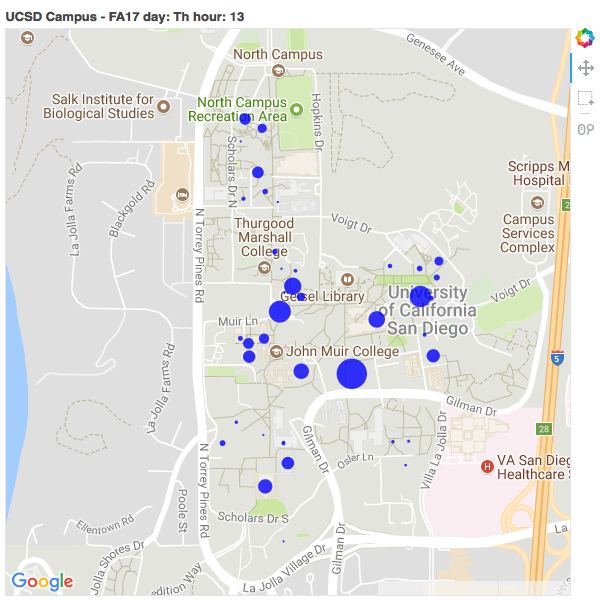 UCSD Campus - FA17 day: Th hour: 13
North Campus
Genesee Ave
Salk Institute for
Biological Studies
North Campus
Recreation Area
Hopkins Dr
Scholars Dr N
Scripps M
Hospital
La Jolla Farms Rd
Blackgold Rd
N Torrey Pines Rd
2
Thurgood
Marshall
College
Voigt Dr
Campus
Services
Complex
Geisel Library
University
of California
San Diego
Voigt Dr
Muir Ln
John Muir College
5
La Jolla Farms Rd
Gilman Dr
28
Gilman Dr
Villa La Jolla Dr
N Torrey Pines Rd
Osler Ln
VA San Dieg
Healthcare S
Poole St
Ellentown Rd
Scholars Dr S
La
La Jolla Shores Dr
Gilman Dr
La Jolla Village Dr
edition Way
Google